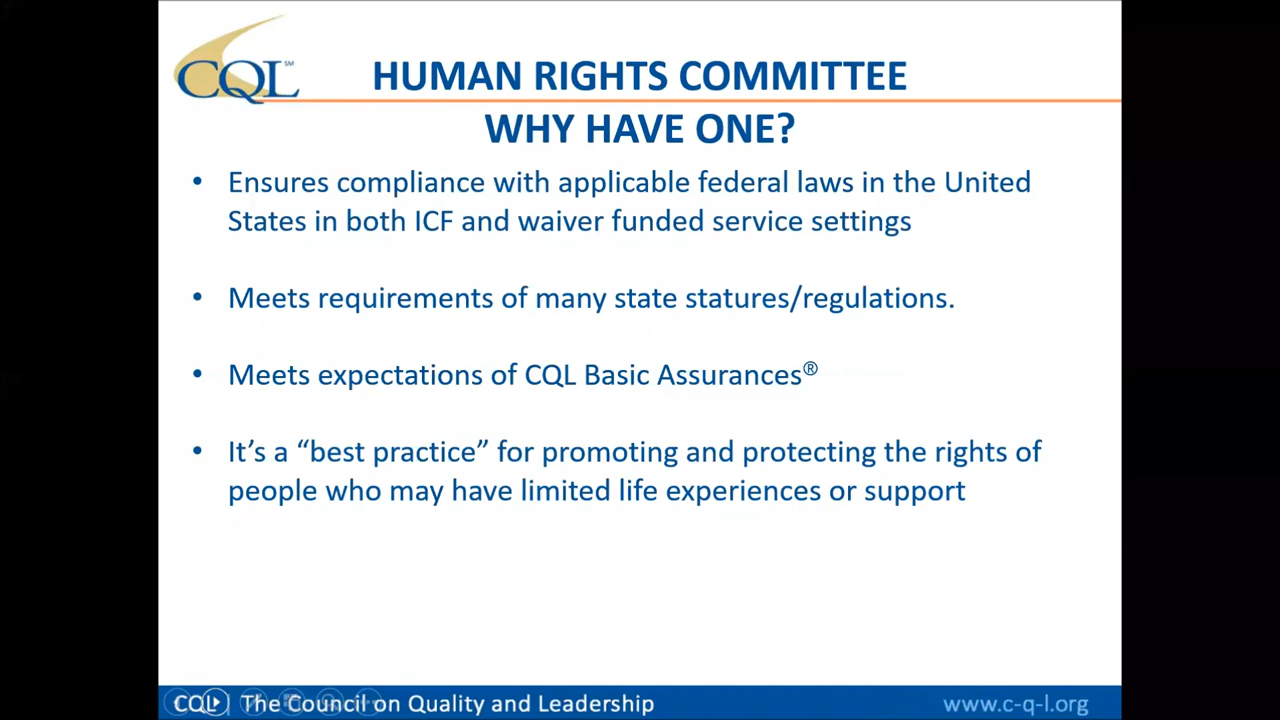 CQL SM
HUMAN RIGHTS COMMITTEE
WHY HAVE ONE?
• Ensures compliance with applicable federal laws in the United
States in both ICF and waiver funded service settings
• Meets requirements of many state statures/regulations.
• Meets expectations of CQL Basic Assurances®
• It’s a “best practice” for promoting and protecting the rights of
people who may have limited life experiences or support
CQL | The Council on Quality and Leadership
www.c-q-l.org